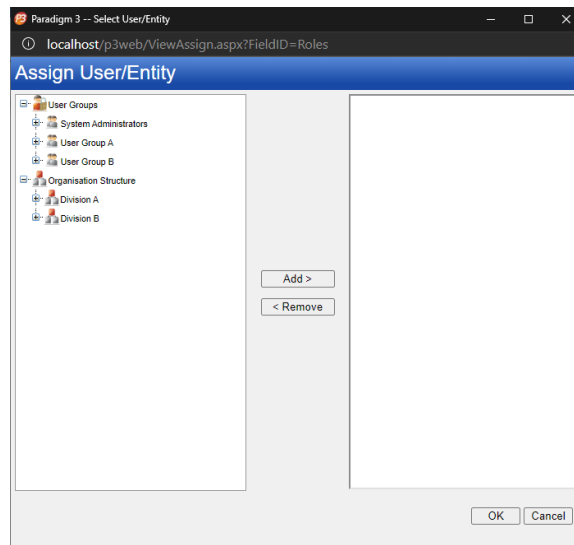 Paradigm 3 -- Select User/Entity
localhost/p3web/ViewAssign.aspx?FieldID=Roles
Assign User/Entity
User Groups
System Administrators
User Group A
User Group B
Organisation Structure
Division A
Division B
Add >
< Remove
OK
Cancel